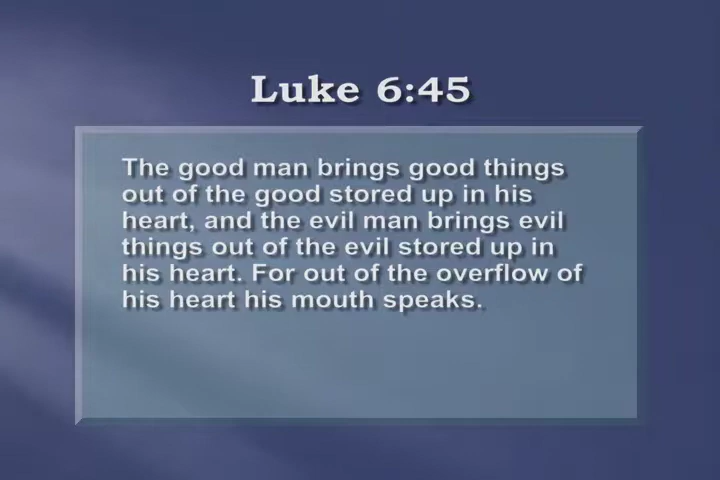 Luke 6:45
The good man brings good things
out of the good stored up in his
heart, and the evil man brings evil
things out of the evil stored up in
his heart. For out of the overflow of
his heart his mouth speaks.